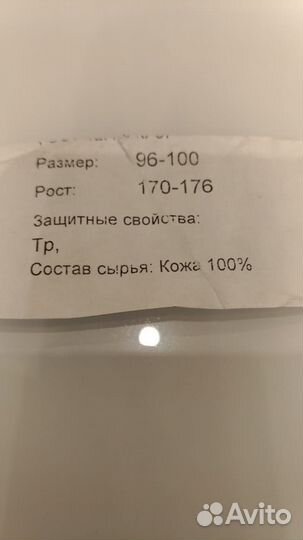 Размер: 96-100
Рост: 170-176
Защитные свойства:
Тр,
Состав сырья: Кожа 100%
Avito